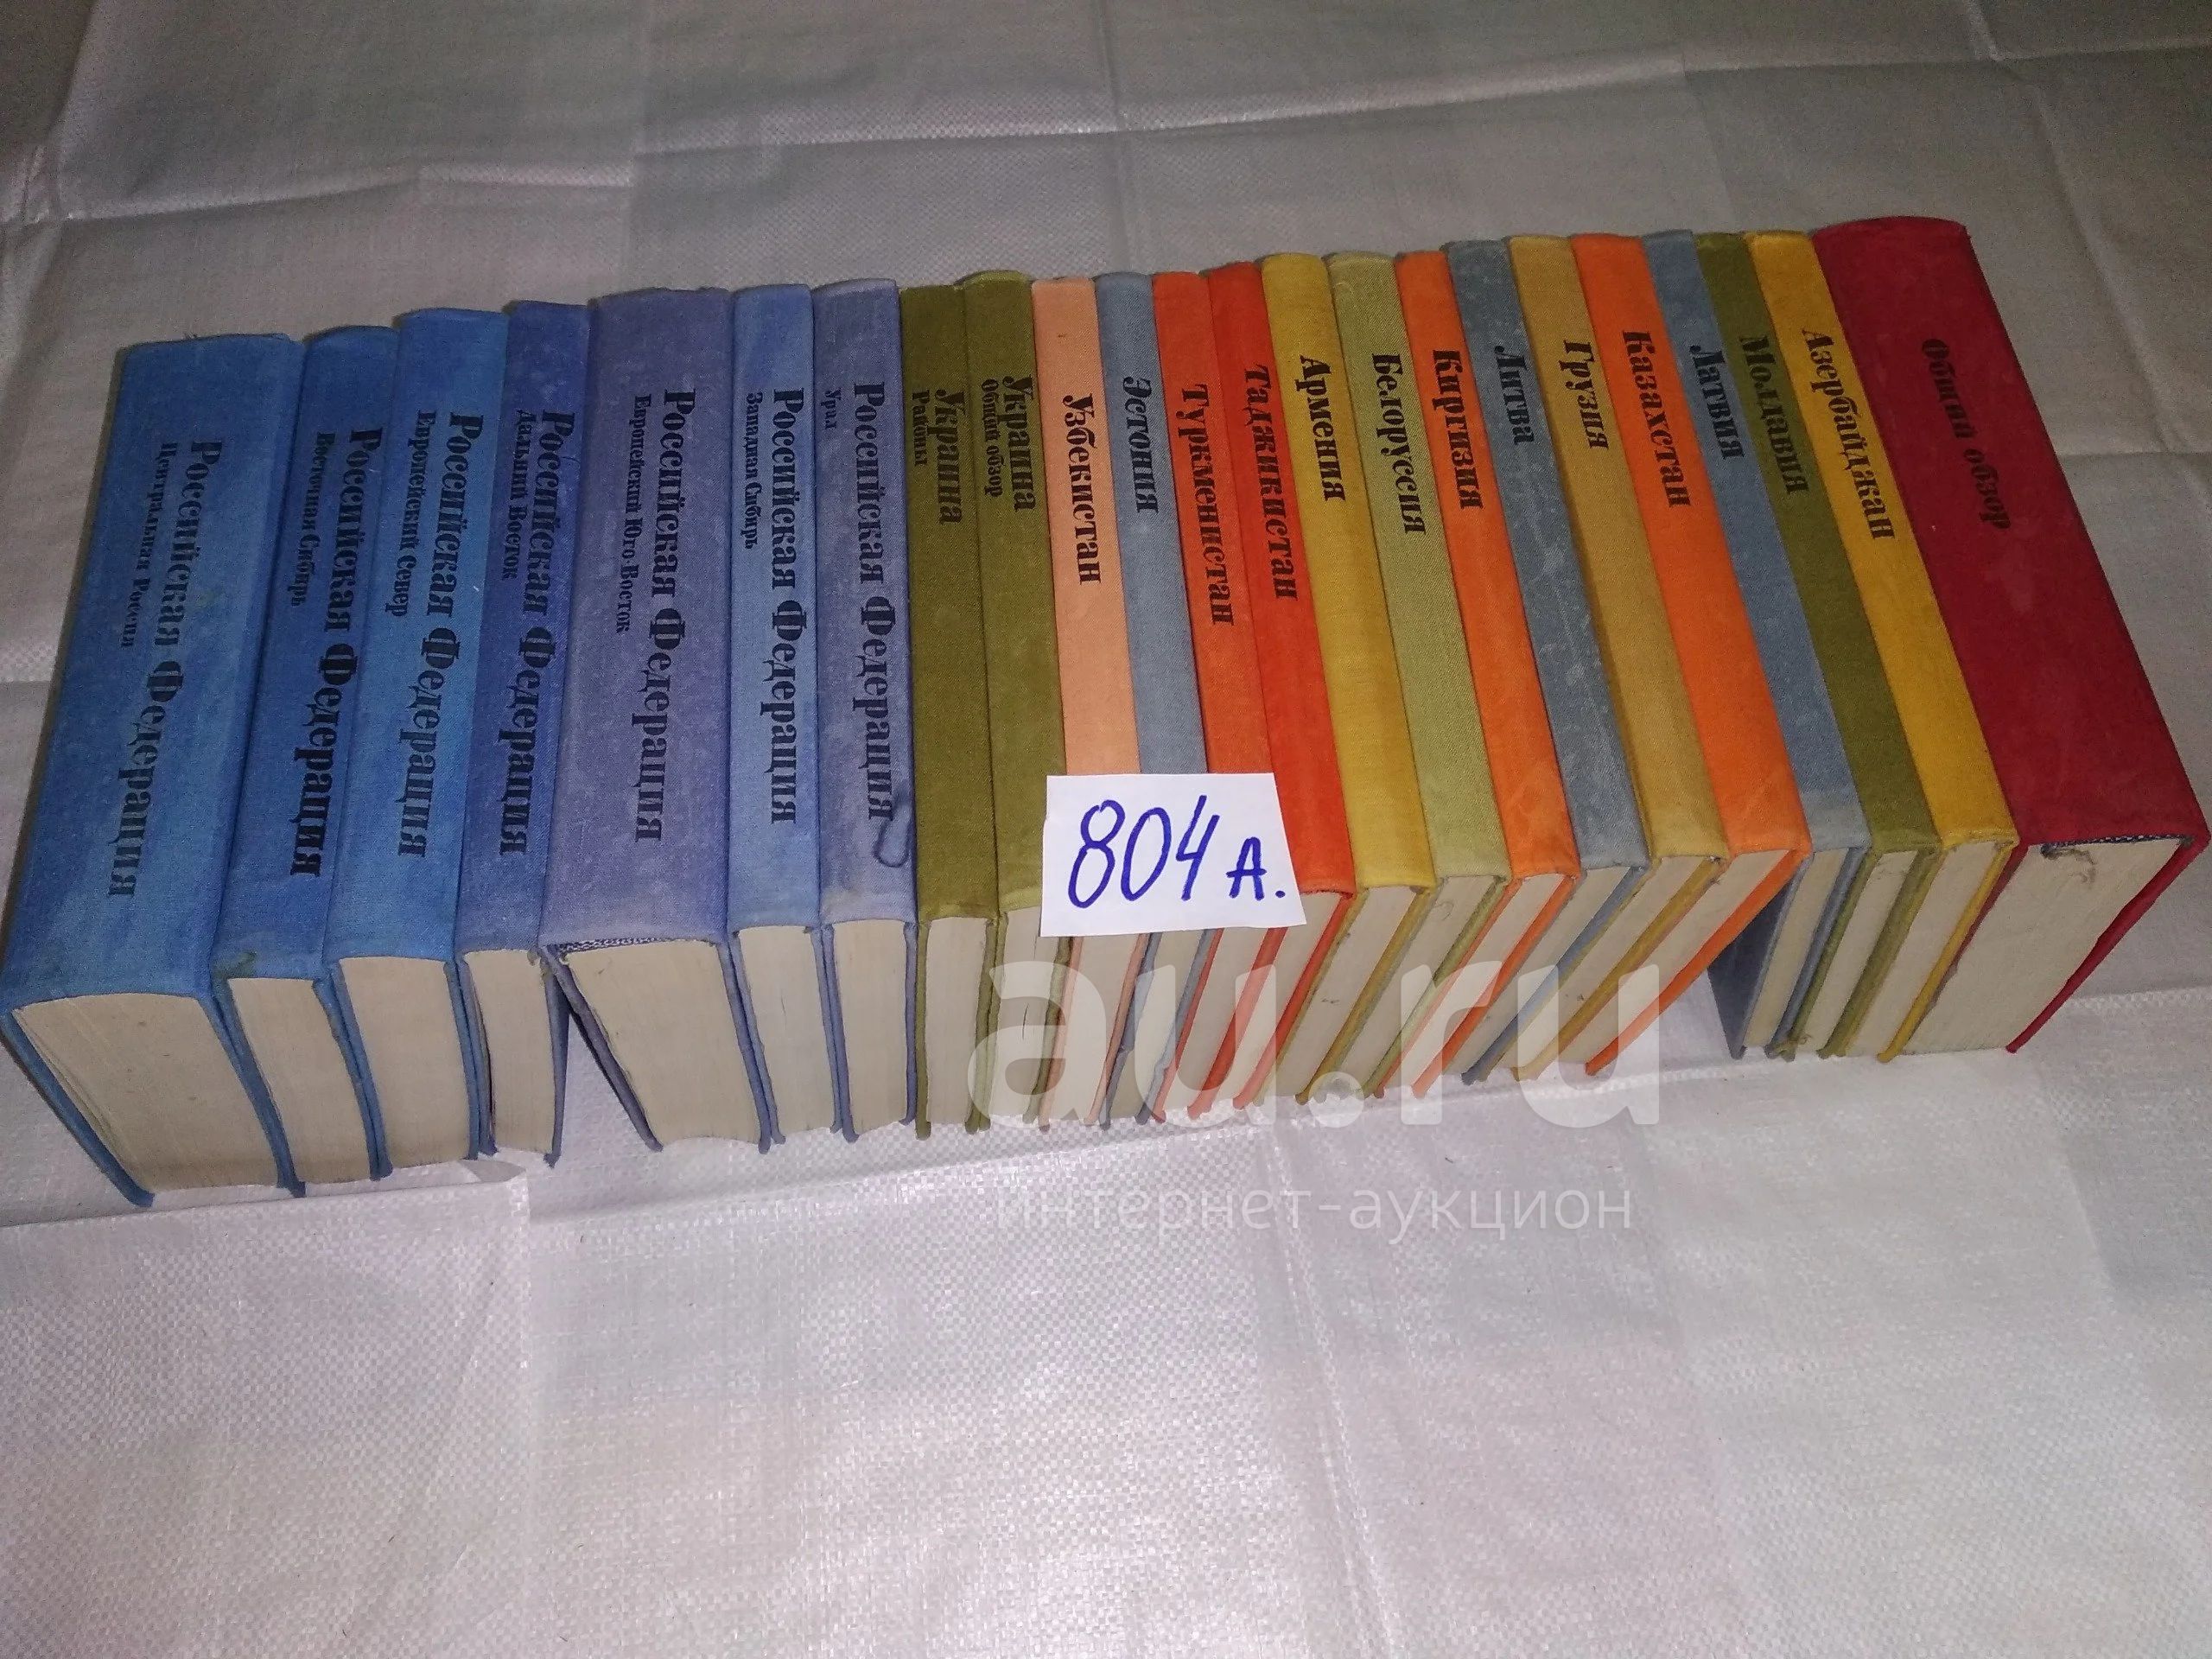 Российская Федерация
Центральная Россия
Российская Федерация
Восточная Сибирь
Российская Федерация
Европейский Север
Российская Федерация
Дальний Восток
Российская Федерация
Европейский Юго-Восток
Российская Федерация
Западная Сибирь
Российская Федерация
Урал
Украина
Районы
Украина
Общий обзор
Узбекистан
Эстония
Туркменистан
Таджикистан
Армения
Белоруссия
Киргизия
Литва
Грузия
Казахстан
Латвия
Молдавия
Азербайджан
Общий обзор
804 А.
au.ru
интернет-аукцион